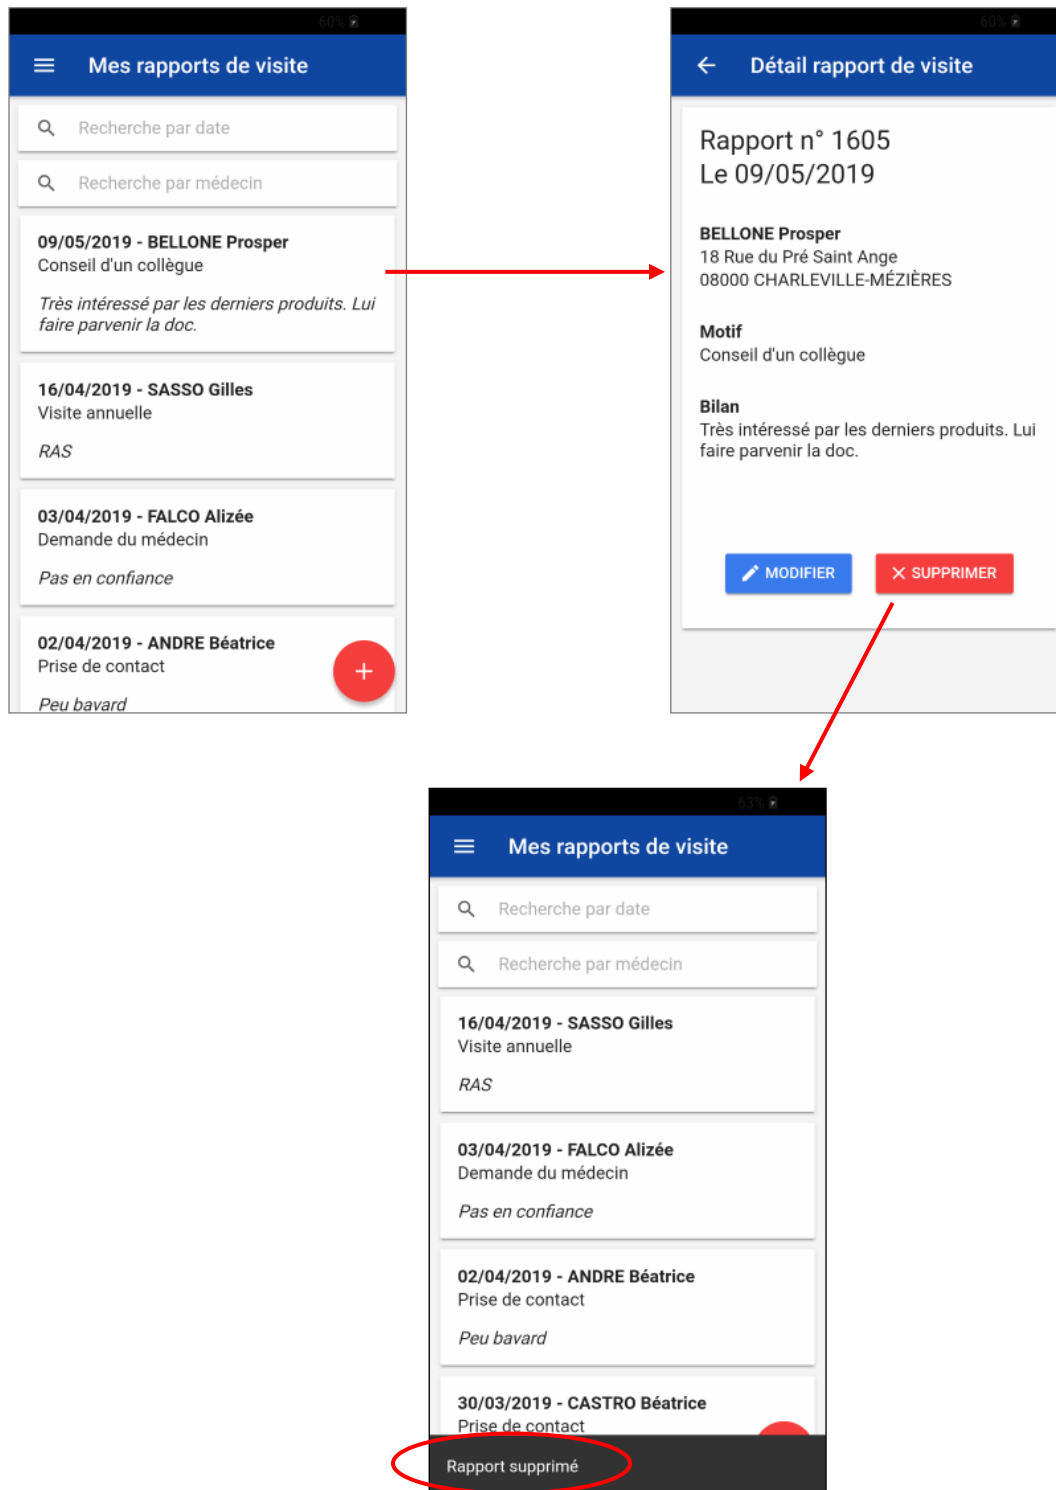 60%
Mes rapports de visite
Recherche par date
Recherche par médecin
09/05/2019 - BELLONE Prosper
Conseil d'un collègue
Très intéressé par les derniers produits. Lui
faire parvenir la doc.
16/04/2019 - SASSO Gilles
Visite annuelle
RAS
03/04/2019 - FALCO Alizée
Demande du médecin
Pas en confiance
02/04/2019 - ANDRE Béatrice
Prise de contact
Peu bavard
60%
Détail rapport de visite
Rapport n° 1605
Le 09/05/2019
BELLONE Prosper
18 Rue du Pré Saint Ange
08000 CHARLEVILLE-MÉZIÈRES
Motif
Conseil d'un collègue
Bilan
Très intéressé par les derniers produits. Lui
faire parvenir la doc.
MODIFIER
SUPPRIMER
63%
Mes rapports de visite
Recherche par date
Recherche par médecin
16/04/2019 - SASSO Gilles
Visite annuelle
RAS
03/04/2019 - FALCO Alizée
Demande du médecin
Pas en confiance
02/04/2019 - ANDRE Béatrice
Prise de contact
Peu bavard
30/03/2019 - CASTRO Béatrice
Prise de contact
Rapport supprimé